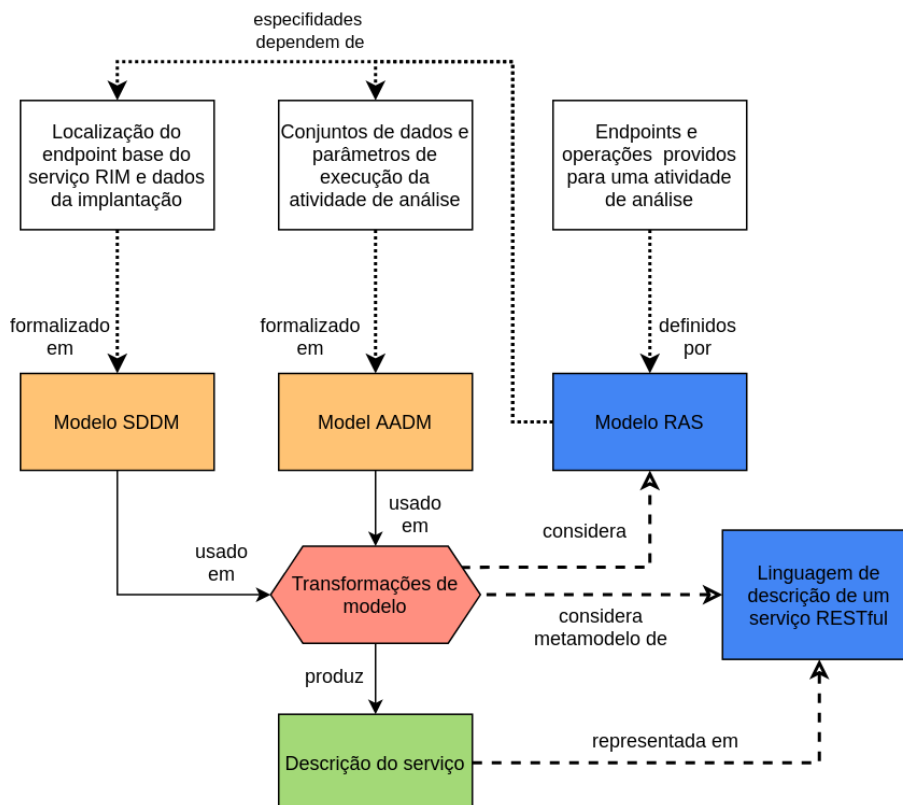 especifidades
dependem de
Localização do
endpoint base do
serviço RIM e dados
da implantação
Conjuntos de dados e
parâmetros de
execução da
atividade de análise
Endpoints e
operações providos
para uma atividade
de análise
formalizado
em
formalizado
em
definidos
por
Modelo SDDM
Model AADM
Modelo RAS
usado
em
usado
em
considera
Transformações de
modelo
considera
metamodelo de
Linguagem de
descrição de um
serviço RESTful
produz
Descrição do serviço
representada em